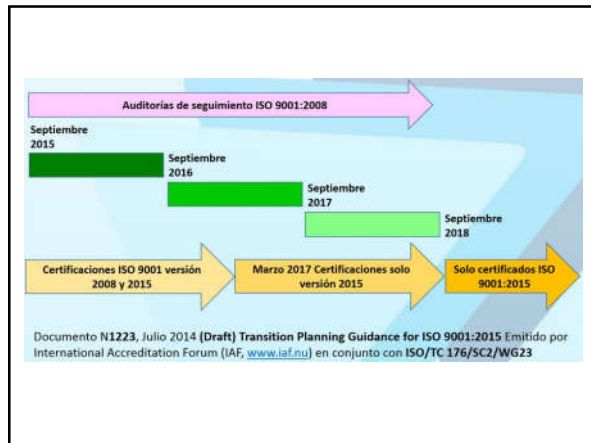 Auditorías de seguimiento ISO 9001:2008
Septiembre
2015
Septiembre
2016
Septiembre
2017
Septiembre
2018
Certificaciones ISO 9001 versión
2008 y 2015
Marzo 2017 Certificaciones solo
versión 2015
Solo certificados ISO
9001:2015
Documento N1223, Julio 2014 (Draft) Transition Planning Guidance for ISO 9001:2015 Emitido por
International Accreditation Forum (IAF, www.iaf.nu) en conjunto con ISO/TC 176/SC2/WG23